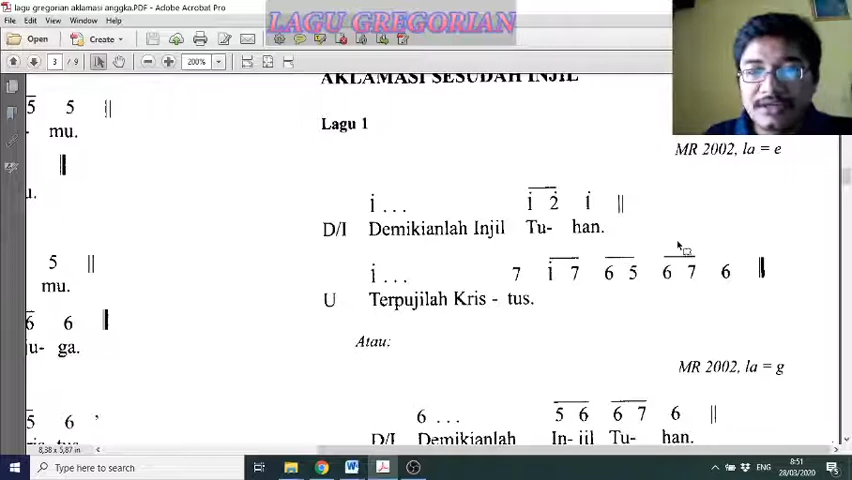 lagu gregorian aklamasi anggka.PDF - Adobe Acrobat Pro
LAGU GREGORIAN
File Edit View Window Help
Open Create
3 / 9 200%
AKLAMASI SESUDAH INJIL
5 5 ||
- mu.
Lagu 1
MR 2002, la = e
u.
i . . . i 2 i ||
D/I Demikianlah Injil Tu- han.
5 ||
mu.
i . . . 7 i 7 6 5 6 7 6
U Terpujilah Kris - tus.
6 6
ju- ga.
Atau:
MR 2002, la = g
5 6 ,
6 . . . 5 6 6 7 6 ||
D/I Demikianlah In- jil Tu- han.
8,38 x 5,87 in
Type here to search
ENG
8:51
28/03/2020